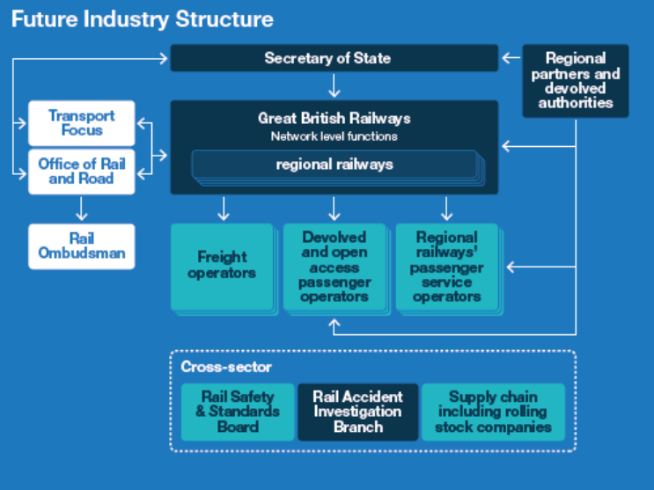 Future Industry Structure
Secretary of State
Regional
partners and
devolved
authorities
Transport
Focus
Great British Railways
Network level functions
regional railways
Office of Rail
and Road
Rail
Ombudsman
Freight
operators
Devolved
and open
access
passenger
operators
Regional
railways'
passenger
service
operators
Cross-sector
Rail Safety
& Standards
Board
Rail Accident
Investigation
Branch
Supply chain
including rolling
stock companies